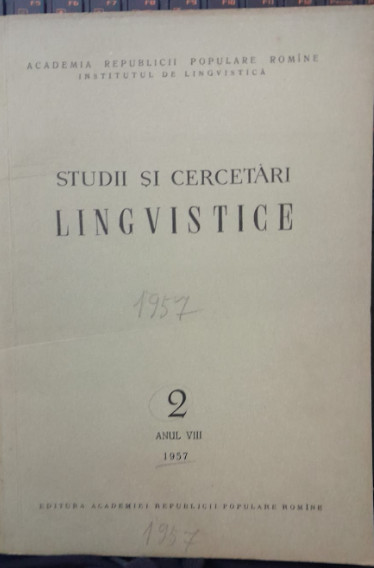 ACADEMIA REPUBLICII POPULARE ROMÎNE
INSTITUTUL DE LINGVISTICĂ
STUDII ȘI CERCETĂRI
LINGVISTICE
1957
2
ANUL VIII
1957
EDITURA ACADEMIEI REPUBLICII POPULARE ROMÎNE
1957